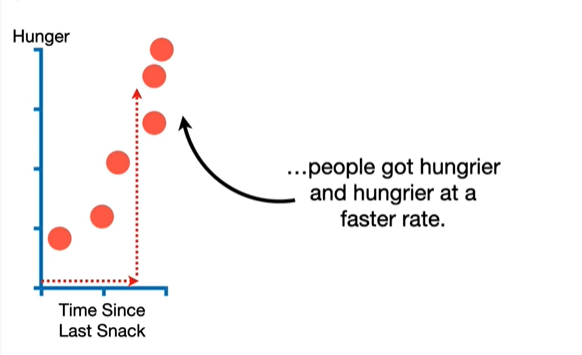 Hunger
...people got hungrier
and hungrier at a
faster rate.
Time Since
Last Snack